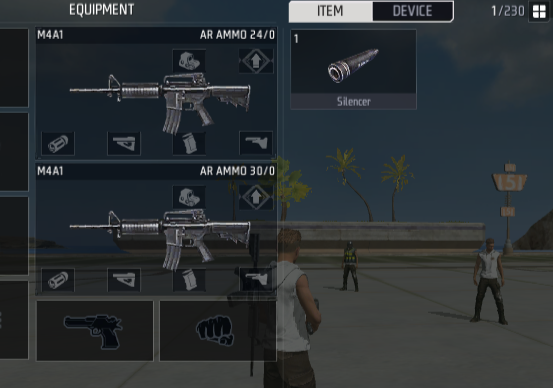 EQUIPMENT
ITEM
DEVICE
1/230
M4A1
AR AMMO 24/0
1
Silencer
M4A1
AR AMMO 30/0